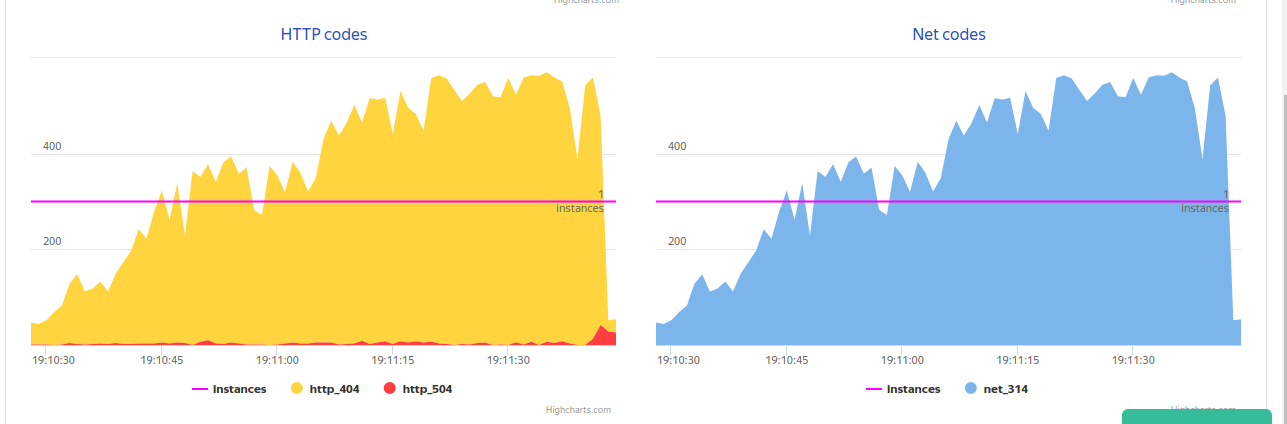 Highcharts.com
Highcharts.com
HTTP codes
400
200
1
instances
19:10:30 19:10:45 19:11:00 19:11:15 19:11:30
Instances http_404 http_504
Highcharts.com
Net codes
400
200
1
instances
19:10:30 19:10:45 19:11:00 19:11:15 19:11:30
Instances net_314
Highcharts.com